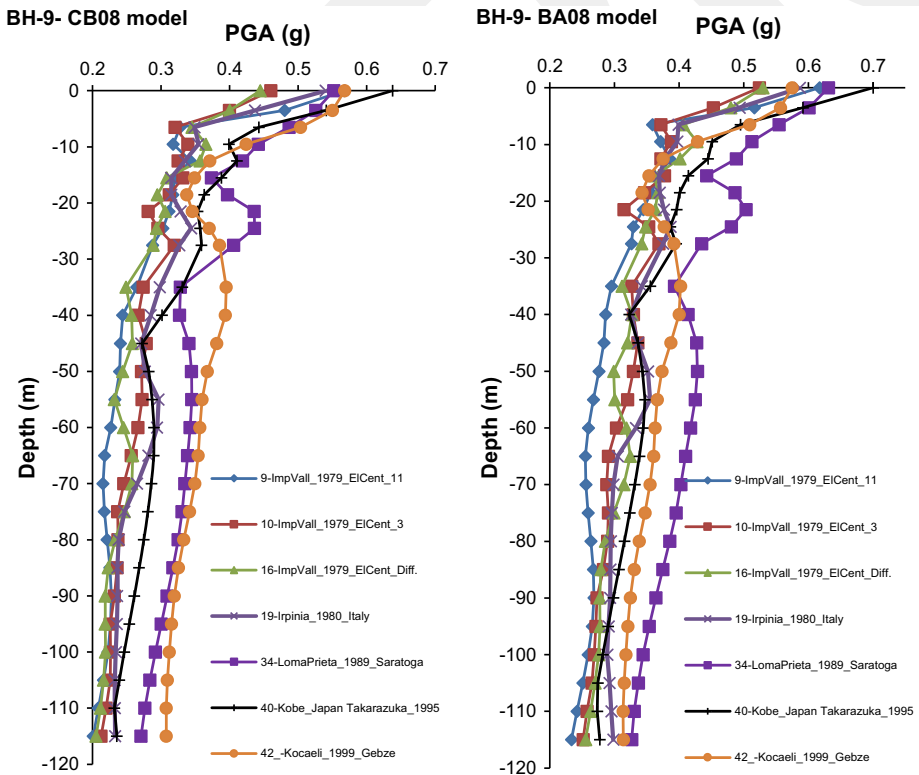 BH-9- CB08 model
PGA (g)
0.2 0.3 0.4 0.5 0.6 0.7
0
-10
-20
-30
-40
-50
-60
-70
-80
-90
-100
-110
-120
Depth (m)
9-ImpVall_1979_ElCent_11
10-ImpVall_1979_ElCent_3
16-ImpVall_1979_ElCent_Diff.
19-Irpinia_1980_Italy
34-LomaPrieta_1989_Saratoga
40-Kobe_Japan Takarazuka_1995
42_-Kocaeli_1999_Gebze
BH-9- BA08 model
PGA (g)
0.2 0.3 0.4 0.5 0.6 0.7
0
-10
-20
-30
-40
-50
-60
-70
-80
-90
-100
-110
-120
Depth (m)
9-ImpVall_1979_ElCent_11
10-ImpVall_1979_ElCent_3
16-ImpVall_1979_ElCent_Diff.
19-Irpinia_1980_Italy
34-LomaPrieta_1989_Saratoga
40-Kobe_Japan Takarazuka_1995
42_-Kocaeli_1999_Gebze